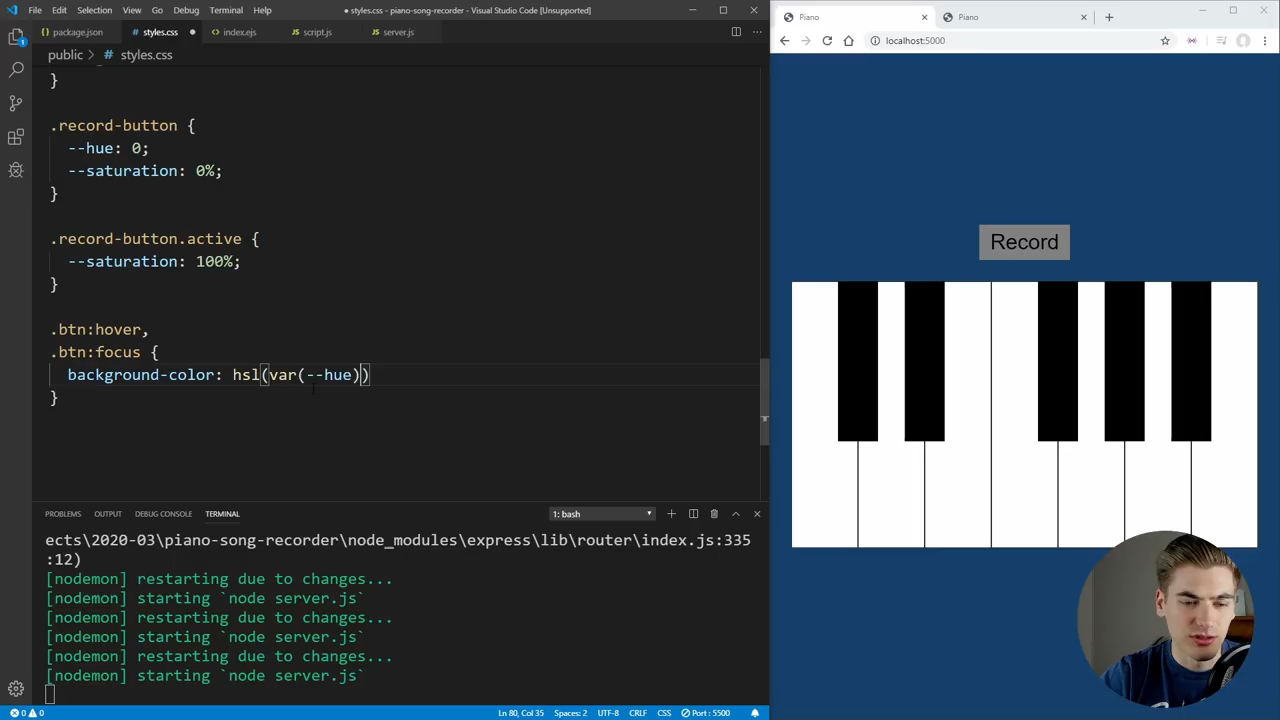 File Edit Selection View Go Debug Terminal Help
● styles.css - piano-song-recorder - Visual Studio Code [Unsupported]
package.json
styles.css
index.ejs
script.js
server.js
public > # styles.css
}
.record-button {
--hue: 0;
--saturation: 0%;
}
.record-button.active {
--saturation: 100%;
}
.btn:hover,
.btn:focus {
background-color: hsl(var(--hue))
}
PROBLEMS OUTPUT DEBUG CONSOLE TERMINAL
1: bash
ects\2020-03\piano-song-recorder\node_modules\express\lib\router\index.js:335
:12)
[nodemon] restarting due to changes...
[nodemon] starting `node server.js`
[nodemon] restarting due to changes...
[nodemon] starting `node server.js`
[nodemon] restarting due to changes...
[nodemon] starting `node server.js`
0 0
Ln 80, Col 35 Spaces: 2 UTF-8 CRLF CSS Port : 5500
Piano
Piano
localhost:5000
Record